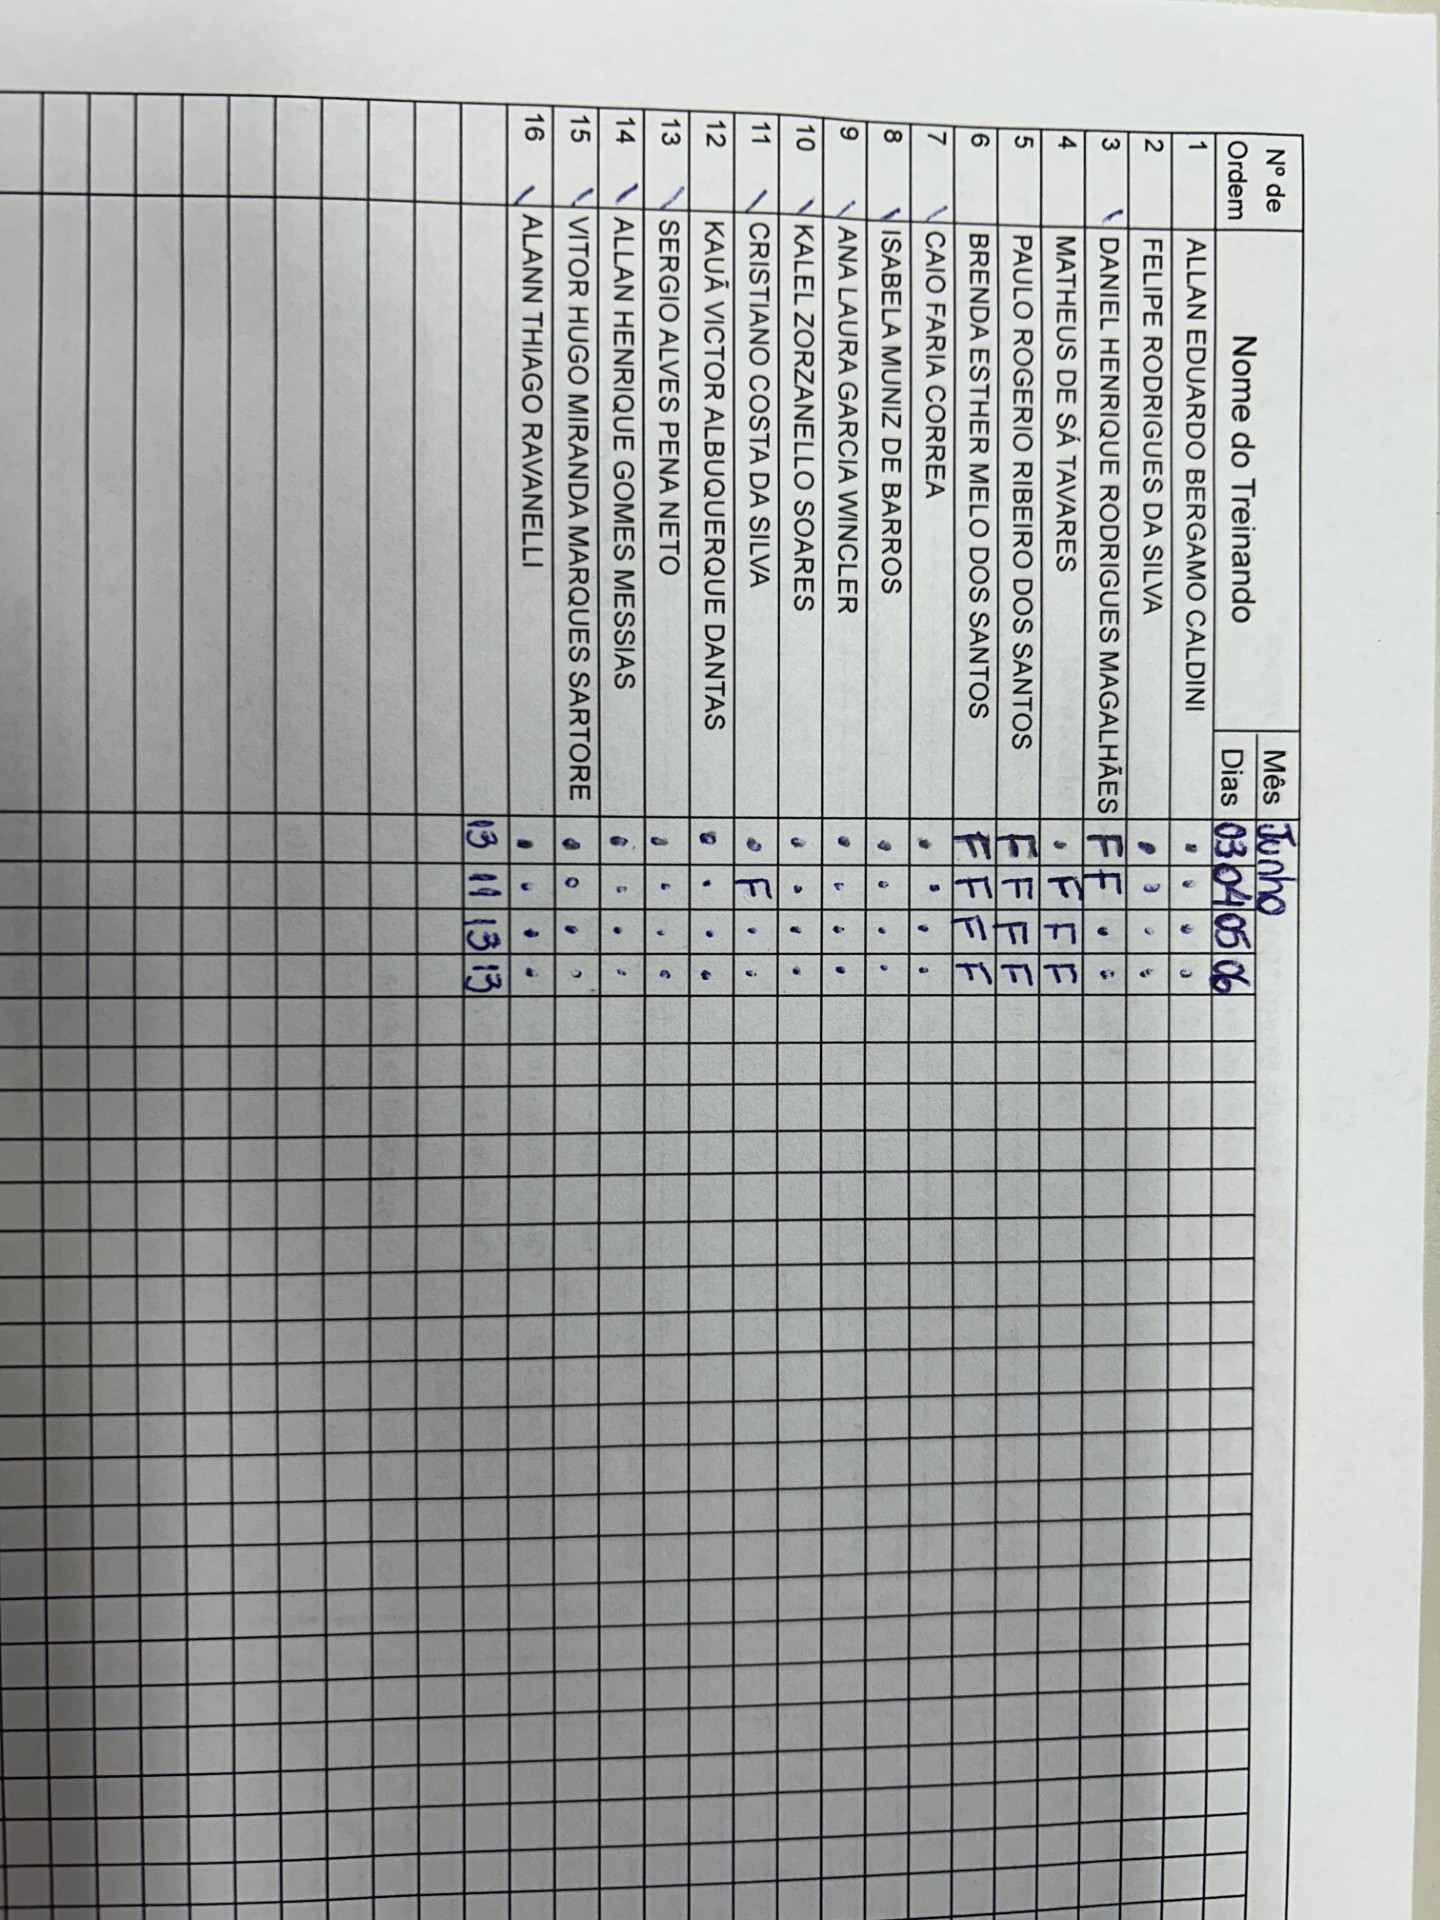 Nº de Ordem Nome do Treinando Mês Junho
Dias 03 04 05 06
1 ALLAN EDUARDO BERGAMO CALDINI . . . .
2 FELIPE RODRIGUES DA SILVA . . . .
3 DANIEL HENRIQUE RODRIGUES MAGALHÃES F F . .
4 MATHEUS DE SÁ TAVARES . F F F
5 PAULO ROGERIO RIBEIRO DOS SANTOS F F F F
6 BRENDA ESTHER MELO DOS SANTOS F F F F
7 CAIO FARIA CORREA . . . .
8 ISABELA MUNIZ DE BARROS . . . .
9 ANA LAURA GARCIA WINCLER . . . .
10 KALEL ZORZANELLO SOARES . . . .
11 CRISTIANO COSTA DA SILVA . F . .
12 KAUÃ VICTOR ALBUQUERQUE DANTAS . . . .
13 SERGIO ALVES PENA NETO . . . .
14 ALLAN HENRIQUE GOMES MESSIAS . . . .
15 VITOR HUGO MIRANDA MARQUES SARTORE . . . .
16 ALANN THIAGO RAVANELLI . . . .
13 11 13 13